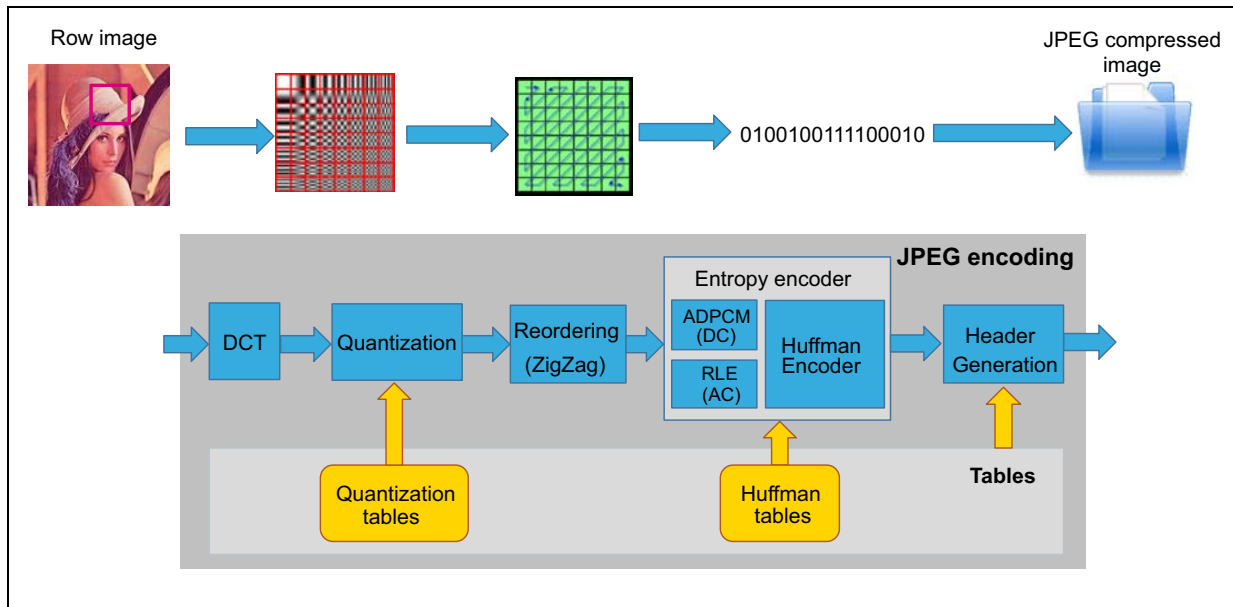 Row image
JPEG compressed
image
0100100111100010
JPEG encoding
Entropy encoder
DCT
Quantization
Reordering
(ZigZag)
ADPCM
(DC)
RLE
(AC)
Huffman
Encoder
Header
Generation
Tables
Quantization
tables
Huffman
tables